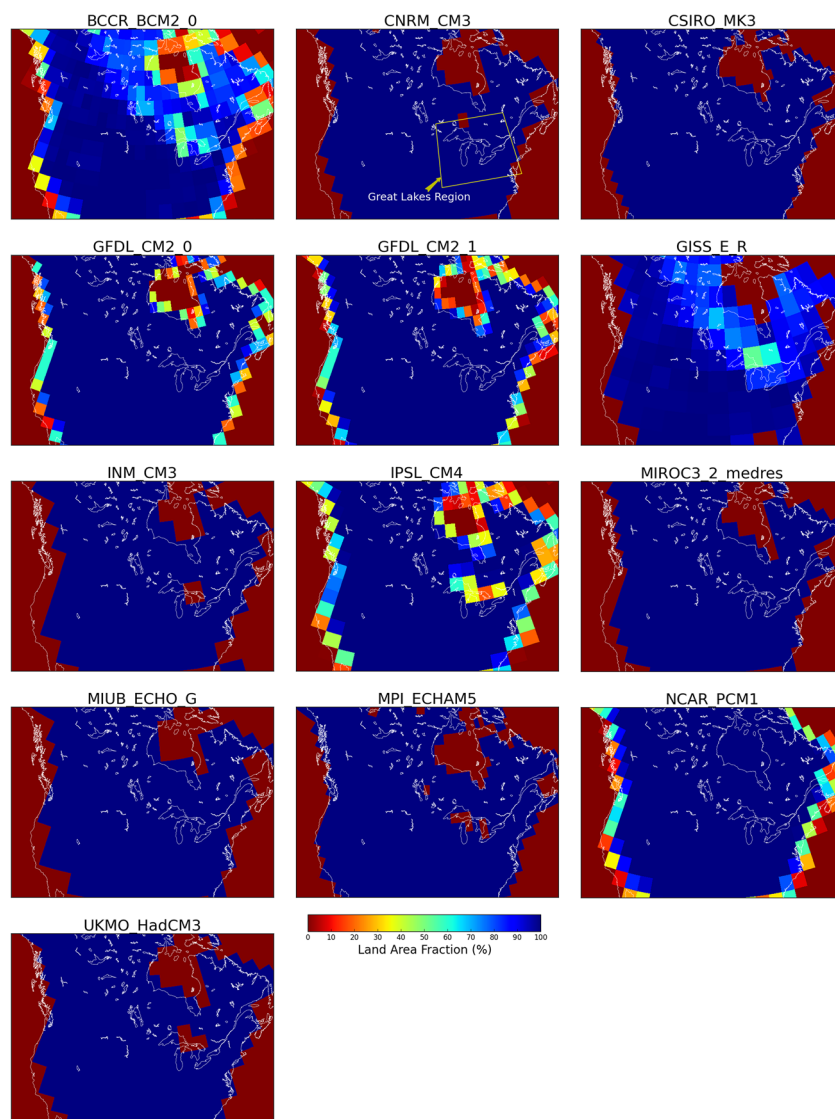 BCCR_BCM2_0
CNRM_CM3
CSIRO_MK3
Great Lakes Region
GFDL_CM2_0
GFDL_CM2_1
GISS_E_R
INM_CM3
IPSL_CM4
MIROC3_2_medres
MIUB_ECHO_G
MPI_ECHAM5
NCAR_PCM1
UKMO_HadCM3
0 10 20 30 40 50 60 70 80 90 100
Land Area Fraction (%)